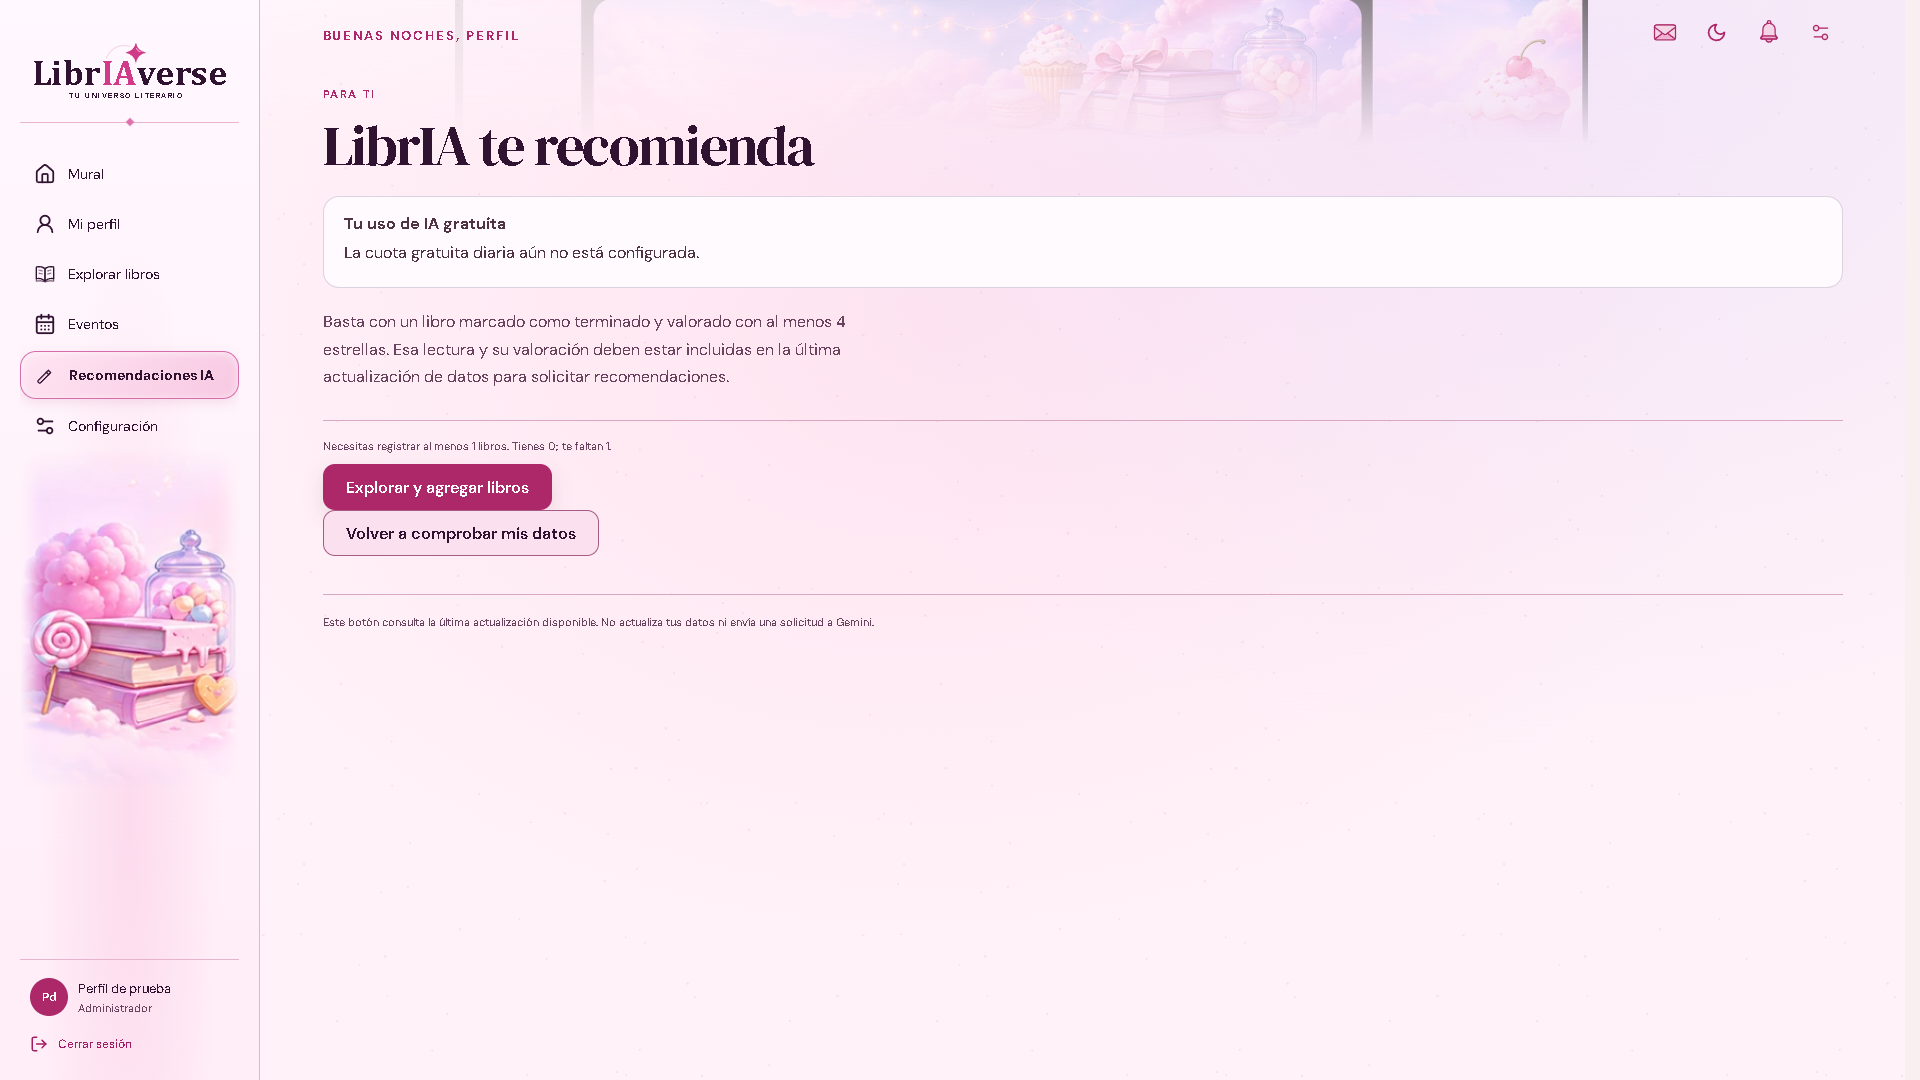 LibrIAverse
TU UNIVERSO LITERARIO
Mural
Mi perfil
Explorar libros
Eventos
Recomendaciones IA
Configuración
Pd
Perfil de prueba
Administrador
Cerrar sesión
BUENAS NOCHES, PERFIL
PARA TI
LibrIA te recomienda
Tu uso de IA gratuita
La cuota gratuita diaria aún no está configurada.
Basta con un libro marcado como terminado y valorado con al menos 4
estrellas. Esa lectura y su valoración deben estar incluidas en la última
actualización de datos para solicitar recomendaciones.
Necesitas registrar al menos 1 libros. Tienes 0; te faltan 1.
Explorar y agregar libros
Volver a comprobar mis datos
Este botón consulta la última actualización disponible. No actualiza tus datos ni envía una solicitud a Gemini.